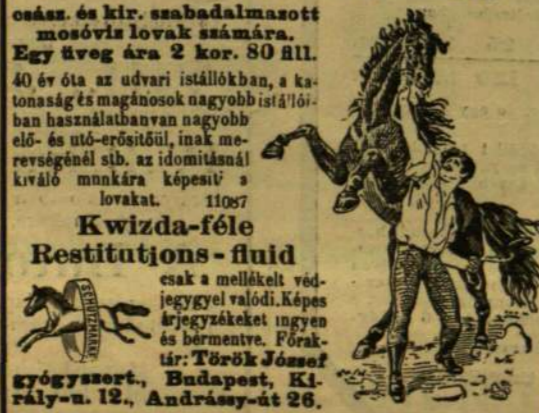 csász. és kir. szabadalmazott
mosóviz lovak számára.
Egy üveg ára 2 kor. 80 fill.
40 év óta az udvari istállókban, a ka-
tonaság és magánosok nagyobb istállói-
ban használatban van nagyobb
elő- és utó-erősitőül, inak me-
revségénél stb. az idomitásnál
kiváló munkára képesiti a
lovakat. 11087
Kwizda-féle
Restitutions-fluid
SCHUTZMARKE
csak a mellékelt véd-
jegygyel valódi. Képes
árjegyzékeket ingyen
és bérmentve. Főrak-
tár: Török József
gyógyszert., Budapest, Ki-
rály-u. 12., Andrássy-út 26.